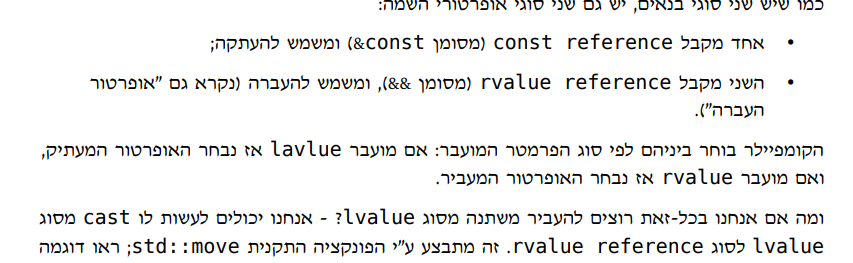 כמו שיש שני סוגי בנאים, יש גם שני סוגי אופרטורי השמה:
• אחד מקבל const reference (מסומן const&) ומשמש להעתקה;
• השני מקבל rvalue reference (מסומן &&), ומשמש להעברה (נקרא גם "אופרטור
העברה").
הקומפיילר בוחר ביניהם לפי סוג הפרמטר המועבר: אם מועבר lavlue אז נבחר האופרטור המעתיק,
ואם מועבר rvalue אז נבחר האופרטור המעביר.
ומה אם אנחנו בכל-זאת רוצים להעביר משתנה מסוג lvalue? - אנחנו יכולים לעשות לו cast מסוג
lvalue לסוג rvalue reference. זה מתבצע ע"י הפונקציה התקנית std::move; ראו דוגמה